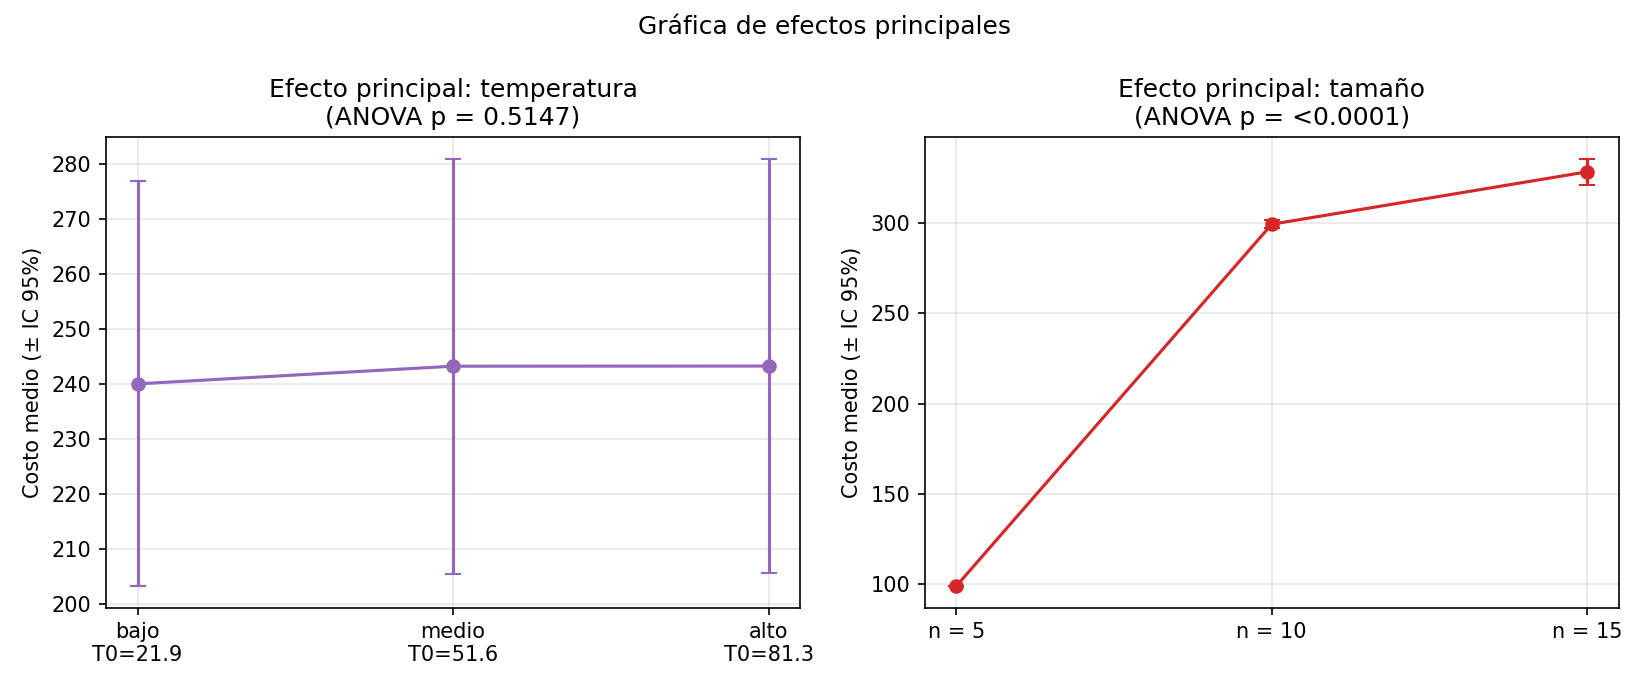 Gráfica de efectos principales
Efecto principal: temperatura
(ANOVA p = 0.5147)
Costo medio (± IC 95%)
280
270
260
250
240
230
220
210
200
bajo
T0=21.9
medio
T0=51.6
alto
T0=81.3
Efecto principal: tamaño
(ANOVA p = <0.0001)
Costo medio (± IC 95%)
300
250
200
150
100
n = 5
n = 10
n = 15